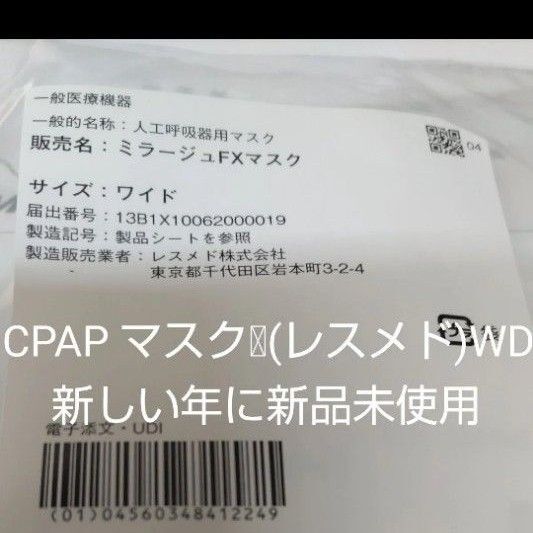 一般医療機器
一般的名称：人工呼吸器用マスク
04
販売名：ミラージュFXマスク
サイズ：ワイド
届出番号：13B1X10062000019
製造記号：製品シートを参照
製造販売業者：レスメド株式会社
東京都千代田区岩本町3-2-4
CPAP マスク(レスメド)WD
新しい年に新品未使用
電子添文・UDI
(01)04560348412249